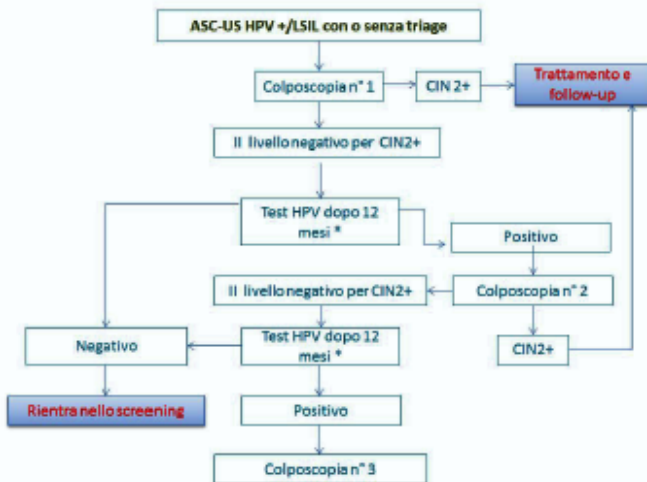 ASC-US HPV +/LSIL con o senza triage
Colposcopia n° 1
CIN 2+
Trattamento e
follow-up
II livello negativo per CIN2+
Test HPV dopo 12
mesi *
Positivo
II livello negativo per CIN2+
Colposcopia n° 2
Negativo
Test HPV dopo 12
mesi *
CIN2+
Rientra nello screening
Positivo
Colposcopia n° 3